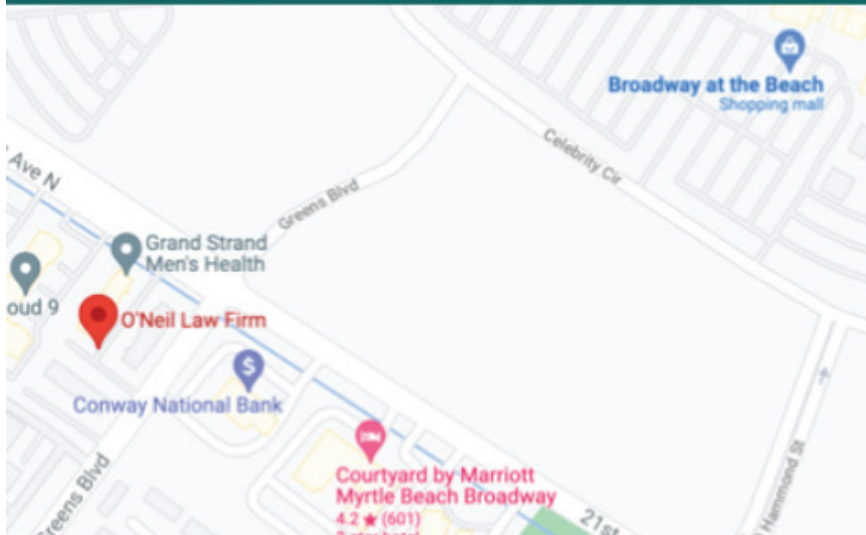 Broadway at the Beach
Shopping mall
Celebrity Cir
Ave N
Greens Blvd
Grand Strand
Men's Health
oud 9
O'Neil Law Firm
Conway National Bank
Courtyard by Marriott
Myrtle Beach Broadway
4.2 ★ (601)
reens Blvd
21st
Hammond St